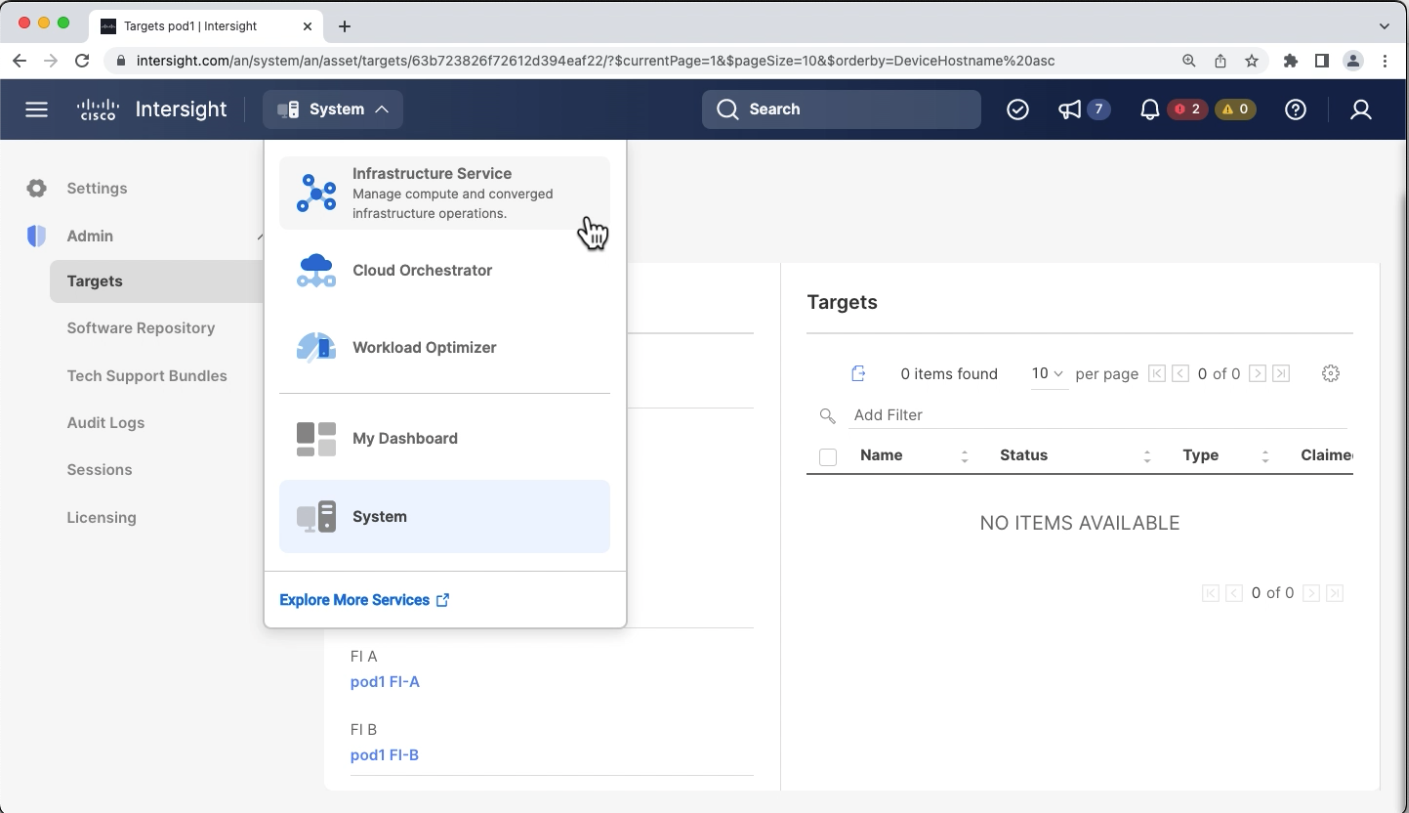 Targets pod1 | Intersight
intersight.com/an/system/an/asset/targets/63b723826f72612d394eaf22/?$currentPage=1&$pageSize=10&$orderby=DeviceHostname%20asc
cisco Intersight System Search 7 2 0
Settings
Admin
Targets
Software Repository
Tech Support Bundles
Audit Logs
Sessions
Licensing
Infrastructure Service
Manage compute and converged
infrastructure operations.
Cloud Orchestrator
Workload Optimizer
My Dashboard
System
Explore More Services
FI A
pod1 FI-A
FI B
pod1 FI-B
Targets
0 items found 10 per page 0 of 0
Add Filter
Name Status Type Claime
NO ITEMS AVAILABLE
0 of 0